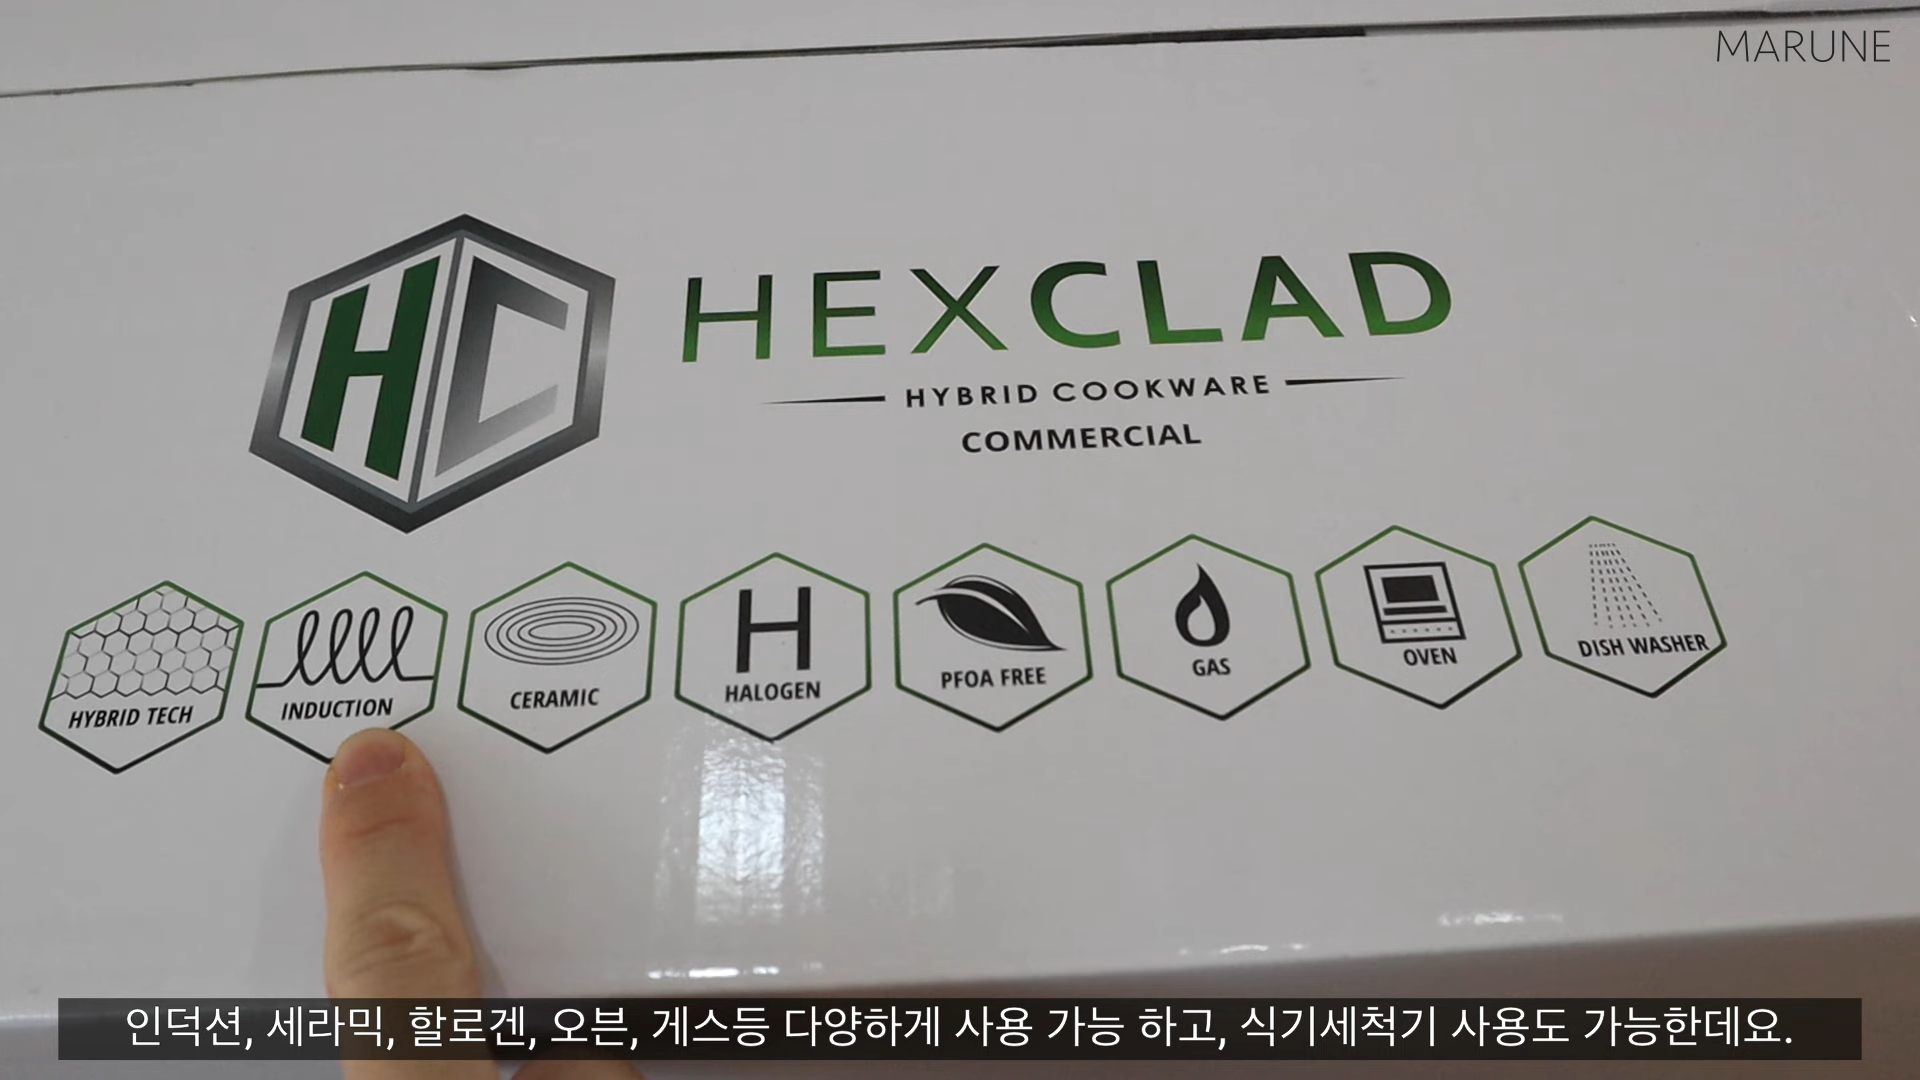 MARUNE
HC
HEXCLAD
HYBRID COOKWARE
COMMERCIAL
HYBRID TECH
INDUCTION
CERAMIC
H
HALOGEN
PFOA FREE
GAS
OVEN
DISH WASHER
인덕션, 세라믹, 할로겐, 오븐, 게스등 다양하게 사용 가능 하고, 식기세척기 사용도 가능한데요.